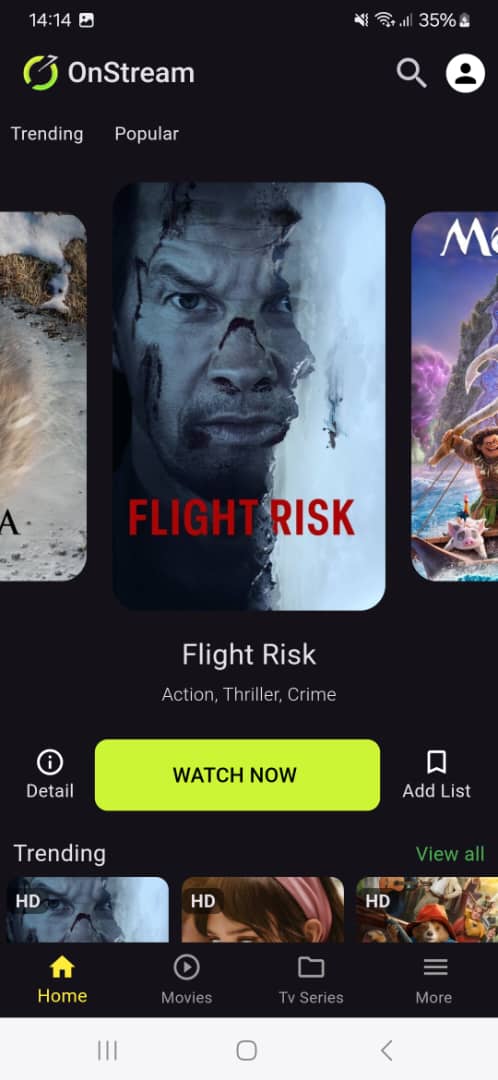 14:14
35%
OnStream
Trending Popular
A
FLIGHT RISK
Flight Risk
Action, Thriller, Crime
WATCH NOW
Detail
Add List
Trending
View all
HD
HD
HD
Home
Movies
Tv Series
More